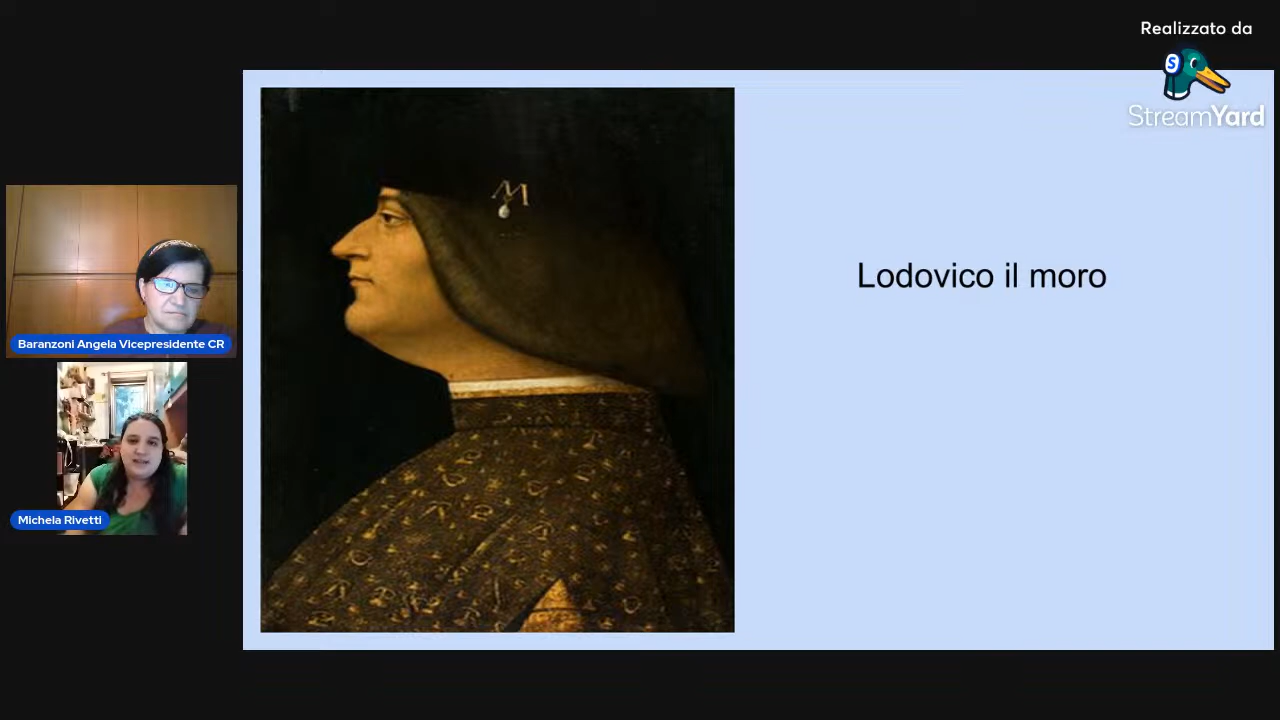 Realizzato da
S
StreamYard
M
Lodovico il moro
Baranzoni Angela Vicepresidente CR
Michela Rivetti